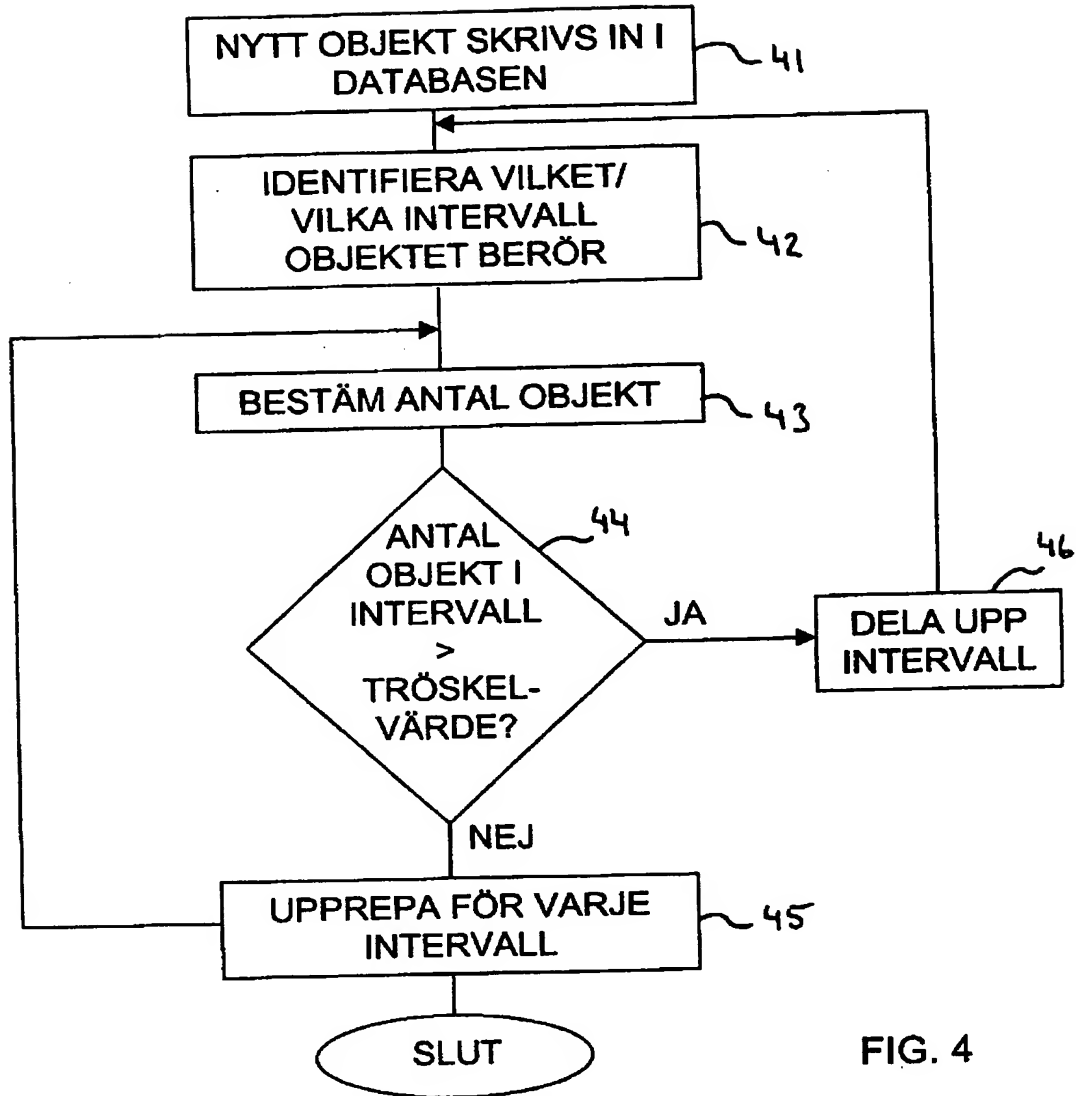 NYTT OBJEKT SKRIVS IN I
DATABASEN
41
IDENTIFIERA VILKET/
VILKA INTERVALL
OBJEKTET BERÖR
42
BESTÄM ANTAL OBJEKT
43
ANTAL
OBJEKT I
INTERVALL
>
TRÖSKEL-
VÄRDE?
44
JA
46
DELA UPP
INTERVALL
NEJ
UPPREPA FÖR VARJE
INTERVALL
45
SLUT
FIG. 4